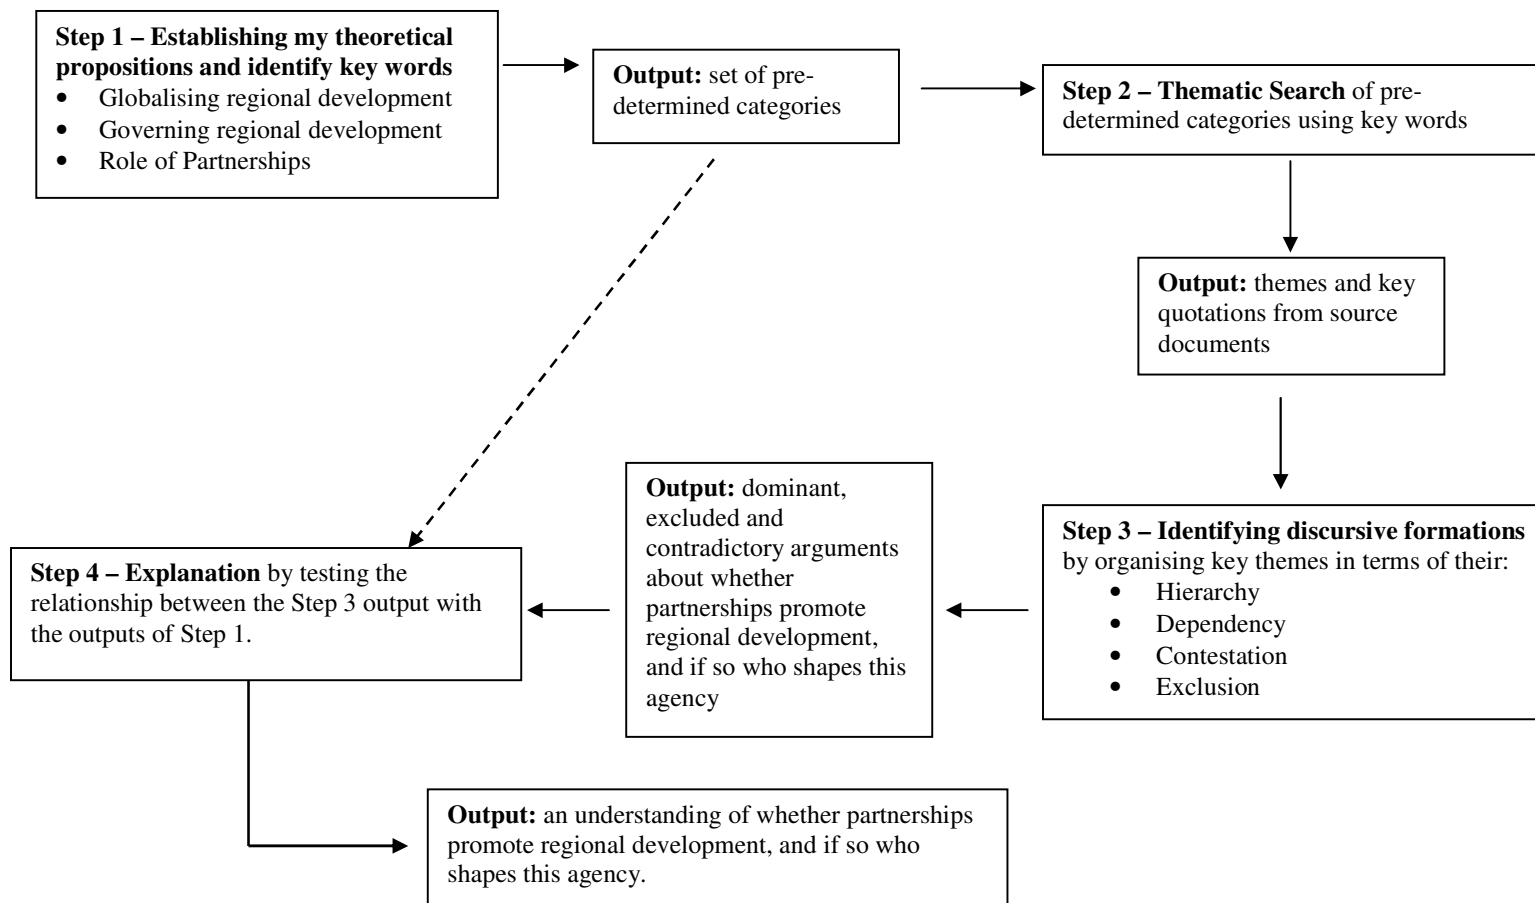 Step 1 – Establishing my theoretical
propositions and identify key words
• Globalising regional development
• Governing regional development
• Role of Partnerships
Output: set of pre-
determined categories
Step 2 – Thematic Search of pre-
determined categories using key words
Output: themes and key
quotations from source
documents
Step 3 – Identifying discursive formations
by organising key themes in terms of their:
• Hierarchy
• Dependency
• Contestation
• Exclusion
Output: dominant,
excluded and
contradictory arguments
about whether
partnerships promote
regional development,
and if so who shapes this
agency
Step 4 – Explanation by testing the
relationship between the Step 3 output with
the outputs of Step 1.
Output: an understanding of whether partnerships
promote regional development, and if so who
shapes this agency.